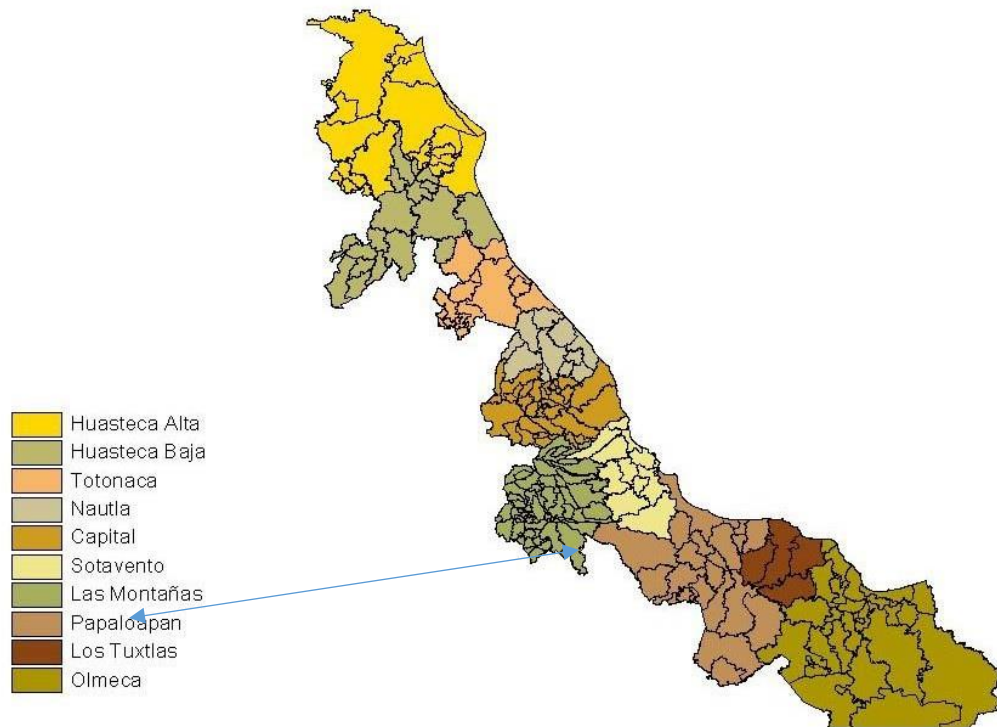 Huasteca Alta
Huasteca Baja
Totonaca
Nautla
Capital
Sotavento
Las Montañas
Papaloapan
Los Tuxtlas
Olmeca